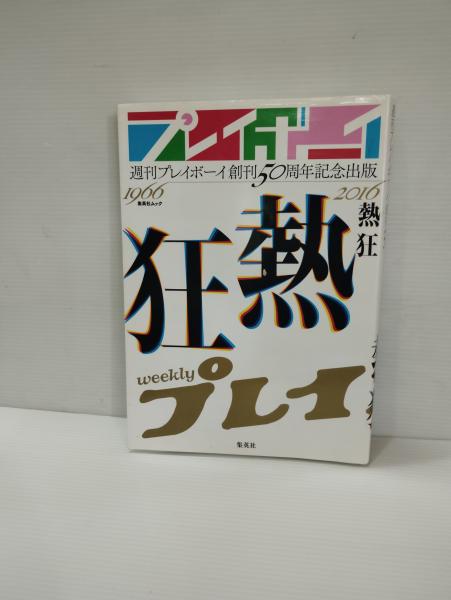 プレイボーイ
週刊プレイボーイ創刊50周年記念出版
1966
2016
集英社ムック
熱狂
熱狂
weekly
プレイ
集英社